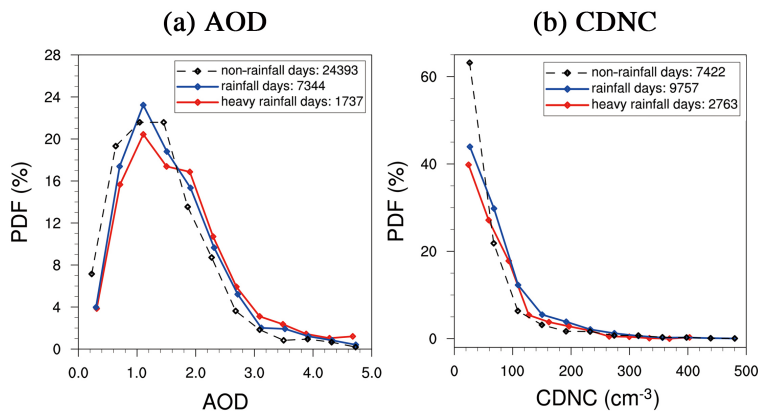 (a) AOD
(b) CDNC
28
24
20
16
12
8
4
0
PDF (%)
non-rainfall days: 24393
rainfall days: 7344
heavy rainfall days: 1737
0.0 1.0 2.0 3.0 4.0 5.0
AOD
60
40
20
0
PDF (%)
non-rainfall days: 7422
rainfall days: 9757
heavy rainfall days: 2763
0 100 200 300 400 500
CDNC (cm⁻³)